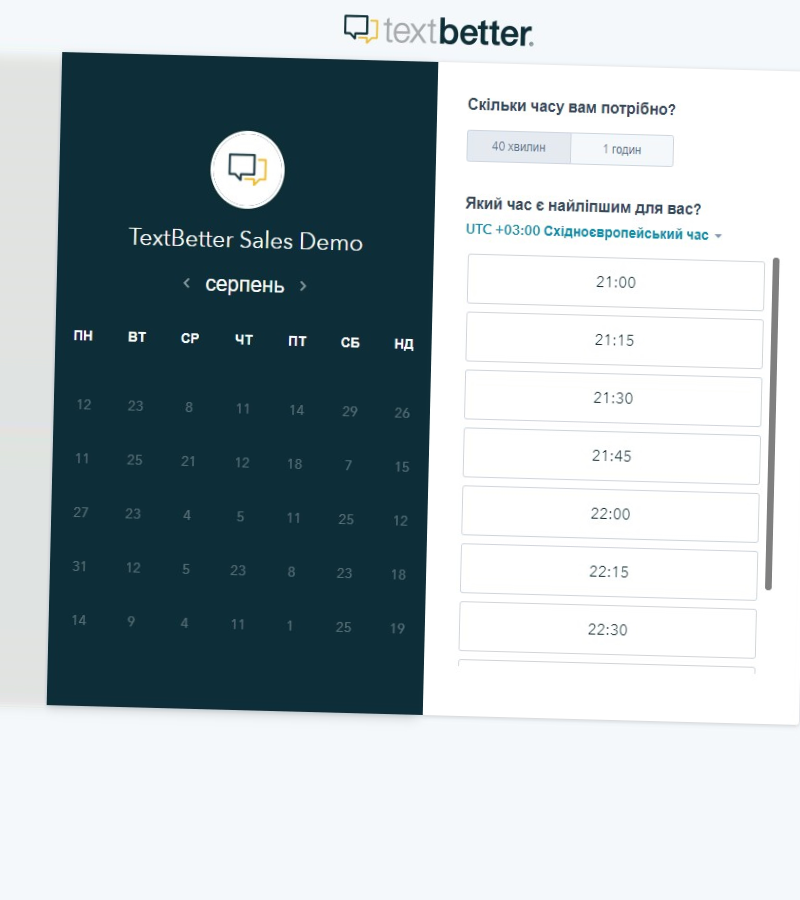 textbetter.
TextBetter Sales Demo
серпень
ПН ВТ СР ЧТ ПТ СБ НД
12 23 8 11 14 29 26
11 25 21 12 18 7 15
27 23 4 5 11 25 12
31 12 5 23 8 23 18
14 9 4 11 1 25 19
Скільки часу вам потрібно?
40 хвилин 1 годин
Який час є найліпшим для вас?
UTC +03:00 Східноєвропейський час
21:00
21:15
21:30
21:45
22:00
22:15
22:30